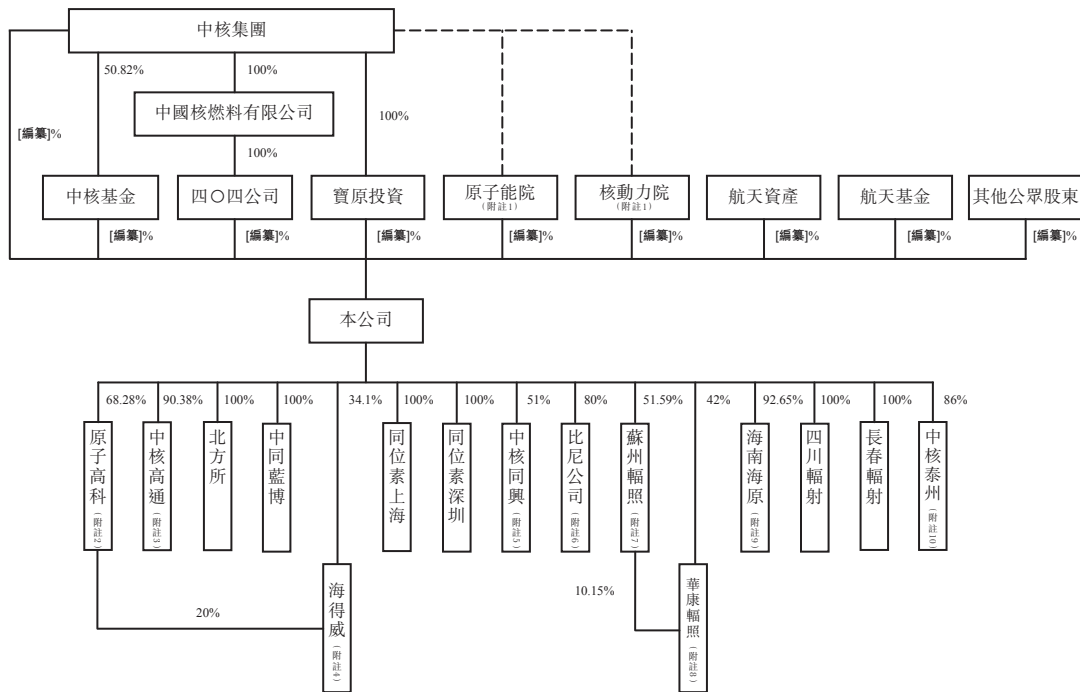 中核集團
50.82%
100%
中國核燃料有限公司
100%
[編纂]%
100%
中核基金
四〇四公司
寶原投資
原子能院
(附註1)
核動力院
(附註1)
航天資產
航天基金
其他公眾股東
[編纂]%
[編纂]%
[編纂]%
[編纂]%
[編纂]%
[編纂]%
[編纂]%
本公司
68.28%
90.38%
100%
100%
34.1%
100%
100%
51%
80%
51.59%
42%
92.65%
100%
100%
86%
原子高科(附註2)
中核高通(附註3)
北方所
中同藍博
同位素上海
同位素深圳
中核同興(附註5)
比尼公司(附註6)
蘇州輻照(附註7)
海南海原(附註9)
四川輻射
長春輻射
中核泰州(附註10)
20%
海得威(附註4)
10.15%
華康輻照(附註8)